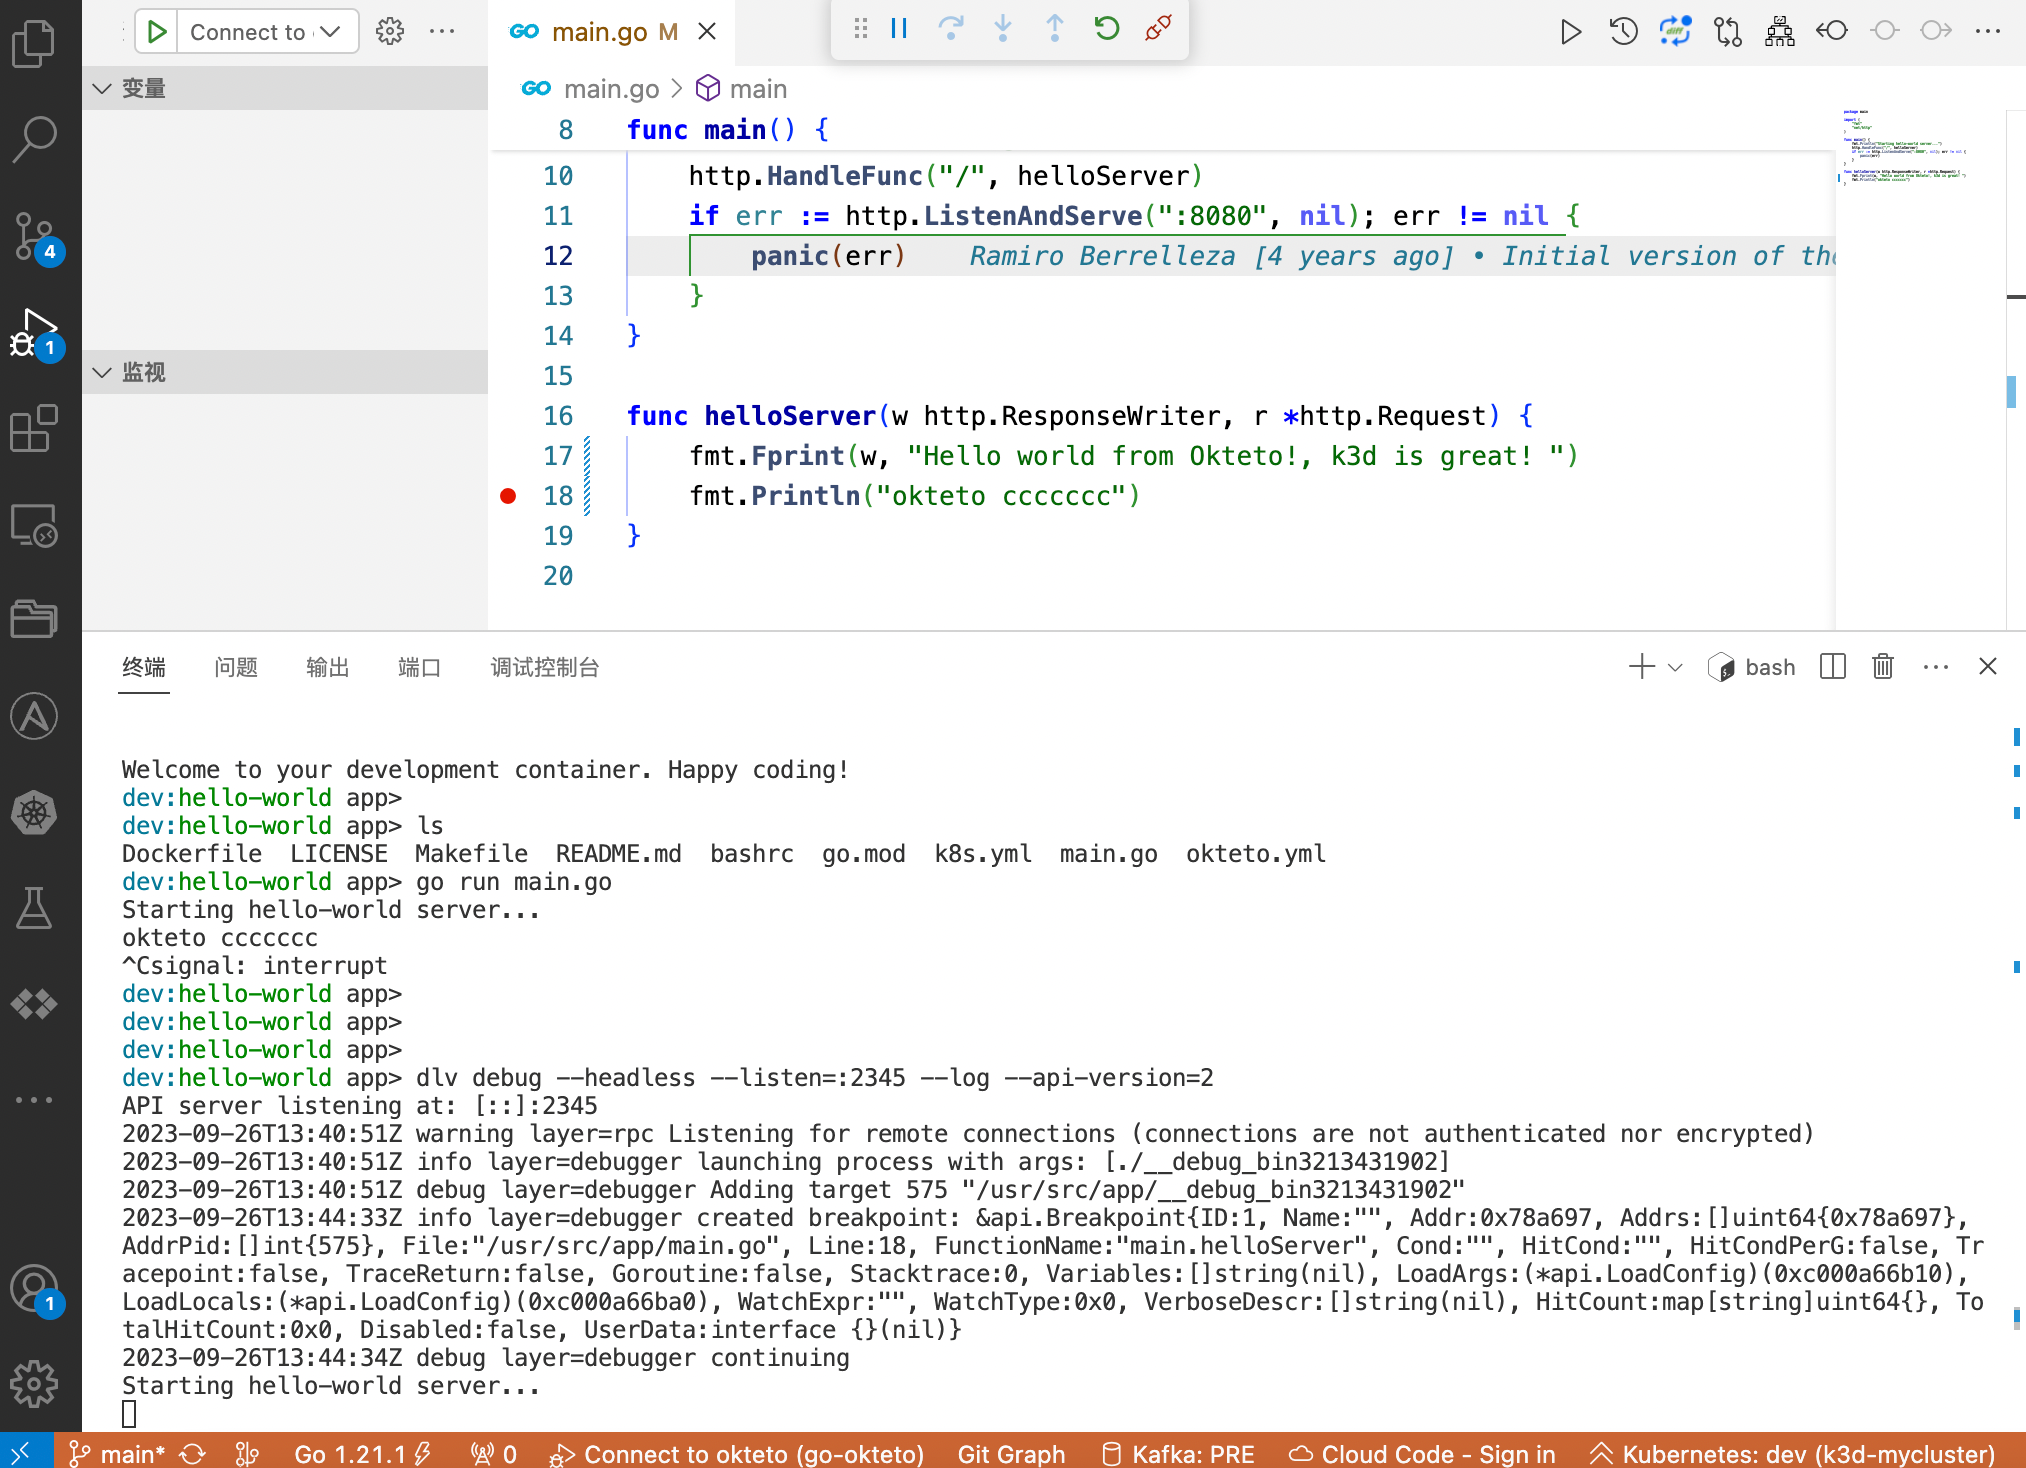 Connect to
main.go M
变量
main.go > main
8 func main() {
10 http.HandleFunc("/", helloServer)
11 if err := http.ListenAndServe(":8080", nil); err != nil {
12 panic(err) Ramiro Berrelleza [4 years ago] • Initial version of the
13 }
14 }
15
16 func helloServer(w http.ResponseWriter, r *http.Request) {
17 fmt.Fprint(w, "Hello world from Okteto!, k3d is great! ")
18 fmt.Println("okteto ccccccc")
19 }
20
监视
4
1
终端 问题 输出 端口 调试控制台
bash
Welcome to your development container. Happy coding!
dev:hello-world app>
dev:hello-world app> ls
Dockerfile LICENSE Makefile README.md bashrc go.mod k8s.yml main.go okteto.yml
dev:hello-world app> go run main.go
Starting hello-world server...
okteto ccccccc
^Csignal: interrupt
dev:hello-world app>
dev:hello-world app>
dev:hello-world app>
dev:hello-world app> dlv debug --headless --listen=:2345 --log --api-version=2
API server listening at: [::]:2345
2023-09-26T13:40:51Z warning layer=rpc Listening for remote connections (connections are not authenticated nor encrypted)
2023-09-26T13:40:51Z info layer=debugger launching process with args: [./__debug_bin3213431902]
2023-09-26T13:40:51Z debug layer=debugger Adding target 575 "/usr/src/app/__debug_bin3213431902"
2023-09-26T13:44:33Z info layer=debugger created breakpoint: &api.Breakpoint{ID:1, Name:"", Addr:0x78a697, Addrs:[]uint64{0x78a697},
AddrPid:[]int{575}, File:"/usr/src/app/main.go", Line:18, FunctionName:"main.helloServer", Cond:"", HitCond:"", HitCondPerG:false, Tr
acepoint:false, TraceReturn:false, Goroutine:false, Stacktrace:0, Variables:[]string(nil), LoadArgs:(*api.LoadConfig)(0xc000a66b10),
LoadLocals:(*api.LoadConfig)(0xc000a66ba0), WatchExpr:"", WatchType:0x0, VerboseDescr:[]string(nil), HitCount:map[string]uint64{}, To
talHitCount:0x0, Disabled:false, UserData:interface {}(nil)}
2023-09-26T13:44:34Z debug layer=debugger continuing
Starting hello-world server...
1
main* Go 1.21.1 0 Connect to okteto (go-okteto) Git Graph Kafka: PRE Cloud Code - Sign in Kubernetes: dev (k3d-mycluster)